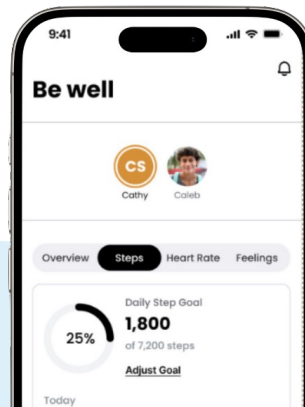 9:41
Be well
CS
Cathy Caleb
Overview Steps Heart Rate Feelings
Daily Step Goal
25%
1,800
of 7,200 steps
Adjust Goal
Today